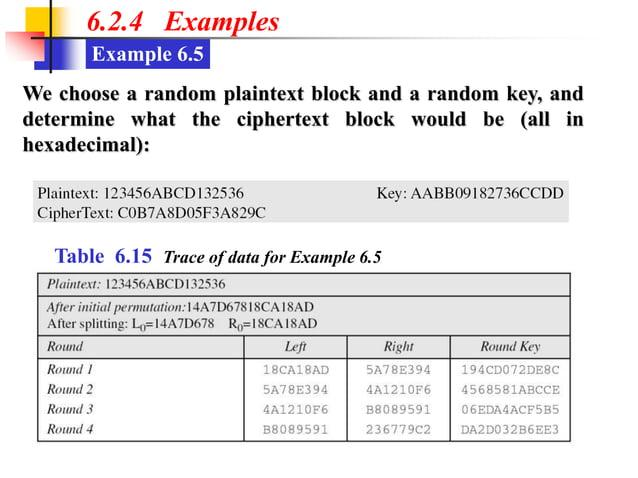 6.2.4 Examples
Example 6.5
We choose a random plaintext block and a random key, and
determine what the ciphertext block would be (all in
hexadecimal):
Plaintext: 123456ABCD132536 Key: AABB09182736CCDD
CipherText: C0B7A8D05F3A829C
Table 6.15 Trace of data for Example 6.5
Plaintext: 123456ABCD132536
After initial permutation:14A7D67818CA18AD
After splitting: L0=14A7D678 R0=18CA18AD
Round Left Right Round Key
Round 1 18CA18AD 5A78E394 194CD072DE8C
Round 2 5A78E394 4A1210F6 4568581ABCCE
Round 3 4A1210F6 B8089591 06EDA4ACF5B5
Round 4 B8089591 236779C2 DA2D032B6EE3